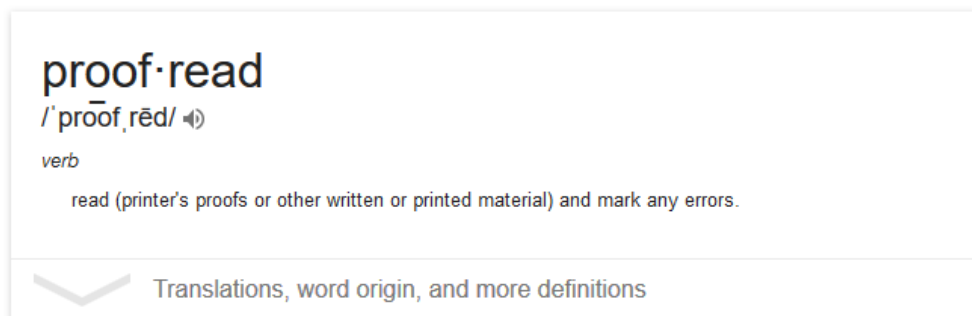 proof·read
/ˈpro͞ofˌrēd/
verb
read (printer's proofs or other written or printed material) and mark any errors.
Translations, word origin, and more definitions